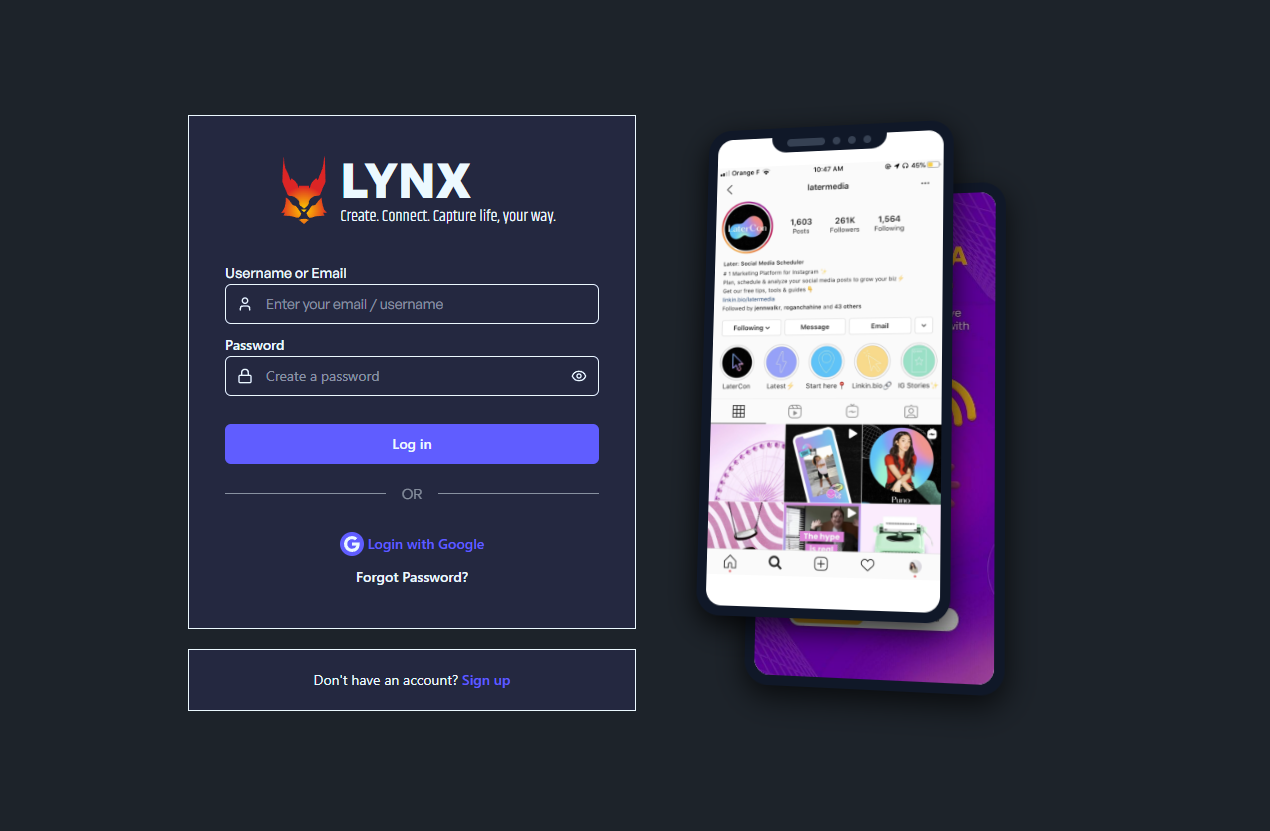 LYNX
Create. Connect. Capture life, your way.
Username or Email
Enter your email / username
Password
Create a password
Log in
OR
Login with Google
Forgot Password?
Don't have an account? Sign up
Orange F 10:47 AM 45%
latermedia
LaterCon
1,603 261K 1,564
Posts Followers Following
Later: Social Media Scheduler
# 1 Marketing Platform for Instagram
Plan, schedule & analyze your social media posts to grow your biz
Get our free tips, tools & guides
linkin.bio/latermedia
Followed by jennwalkr, roganchahine and 43 others
Following Message Email
LaterCon Latest Start here Linkin.bio IG Stories
Puno
The hype
is real
A
ve
with